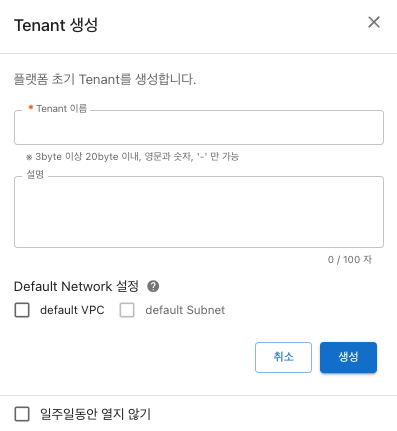 Tenant 생성
플랫폼 초기 Tenant를 생성합니다.
* Tenant 이름
※ 3byte 이상 20byte 이내, 영문과 숫자, '-' 만 가능
설명
0 / 100 자
Default Network 설정 ?
default VPC default Subnet
취소 생성
일주일동안 열지 않기